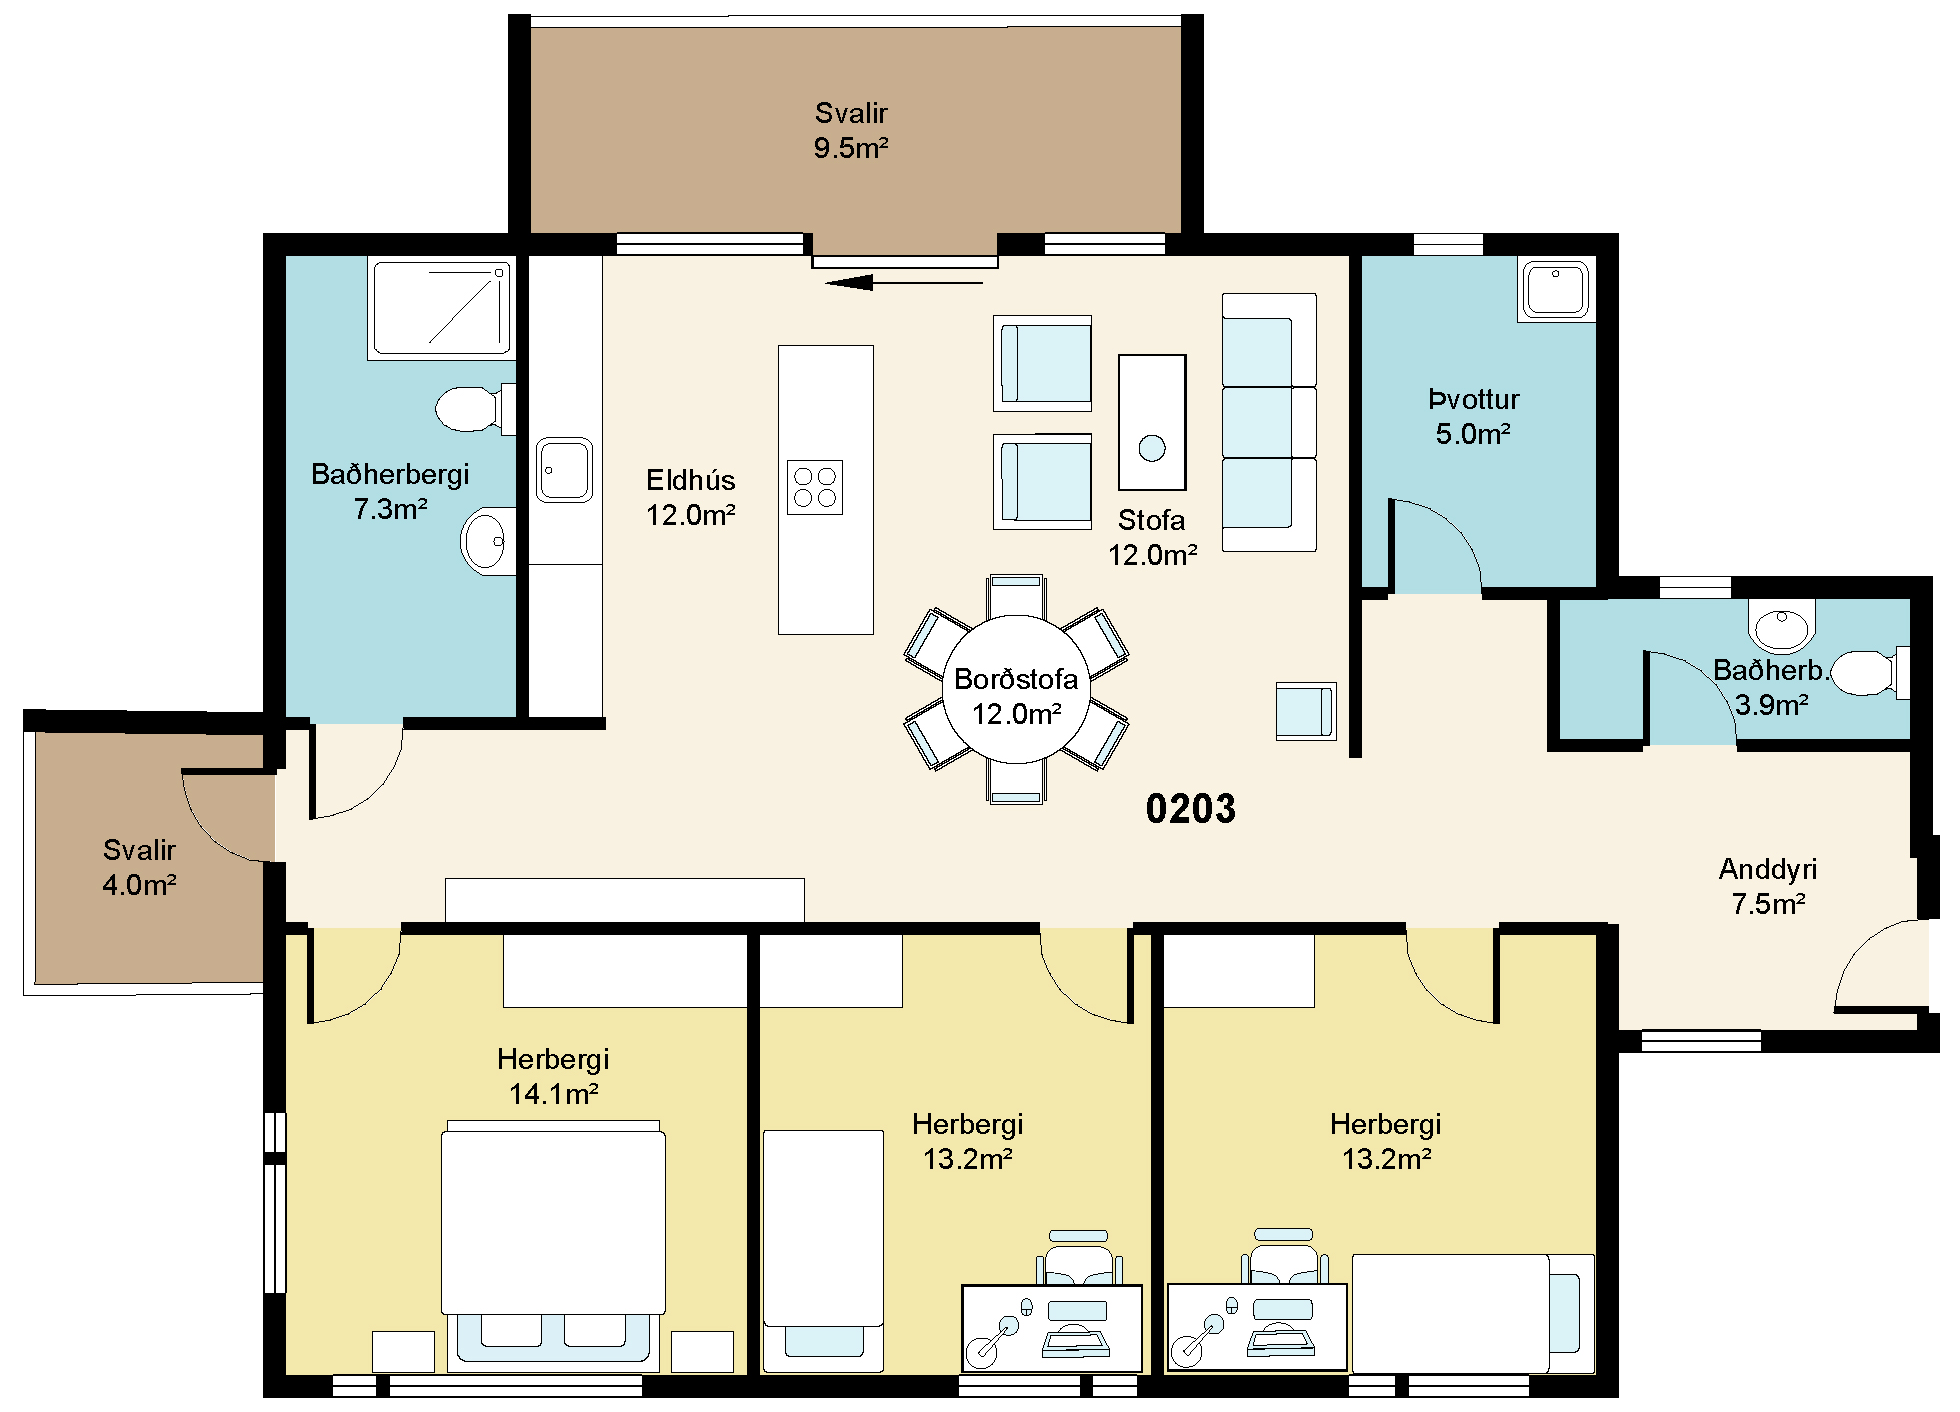 Svalir
9.5m²
Þvottur
5.0m²
Baðherbergi
7.3m²
Eldhús
12.0m²
Stofa
12.0m²
Borðstofa
12.0m²
Baðherb.
3.9m²
0203
Svalir
4.0m²
Anddyri
7.5m²
Herbergi
14.1m²
Herbergi
13.2m²
Herbergi
13.2m²